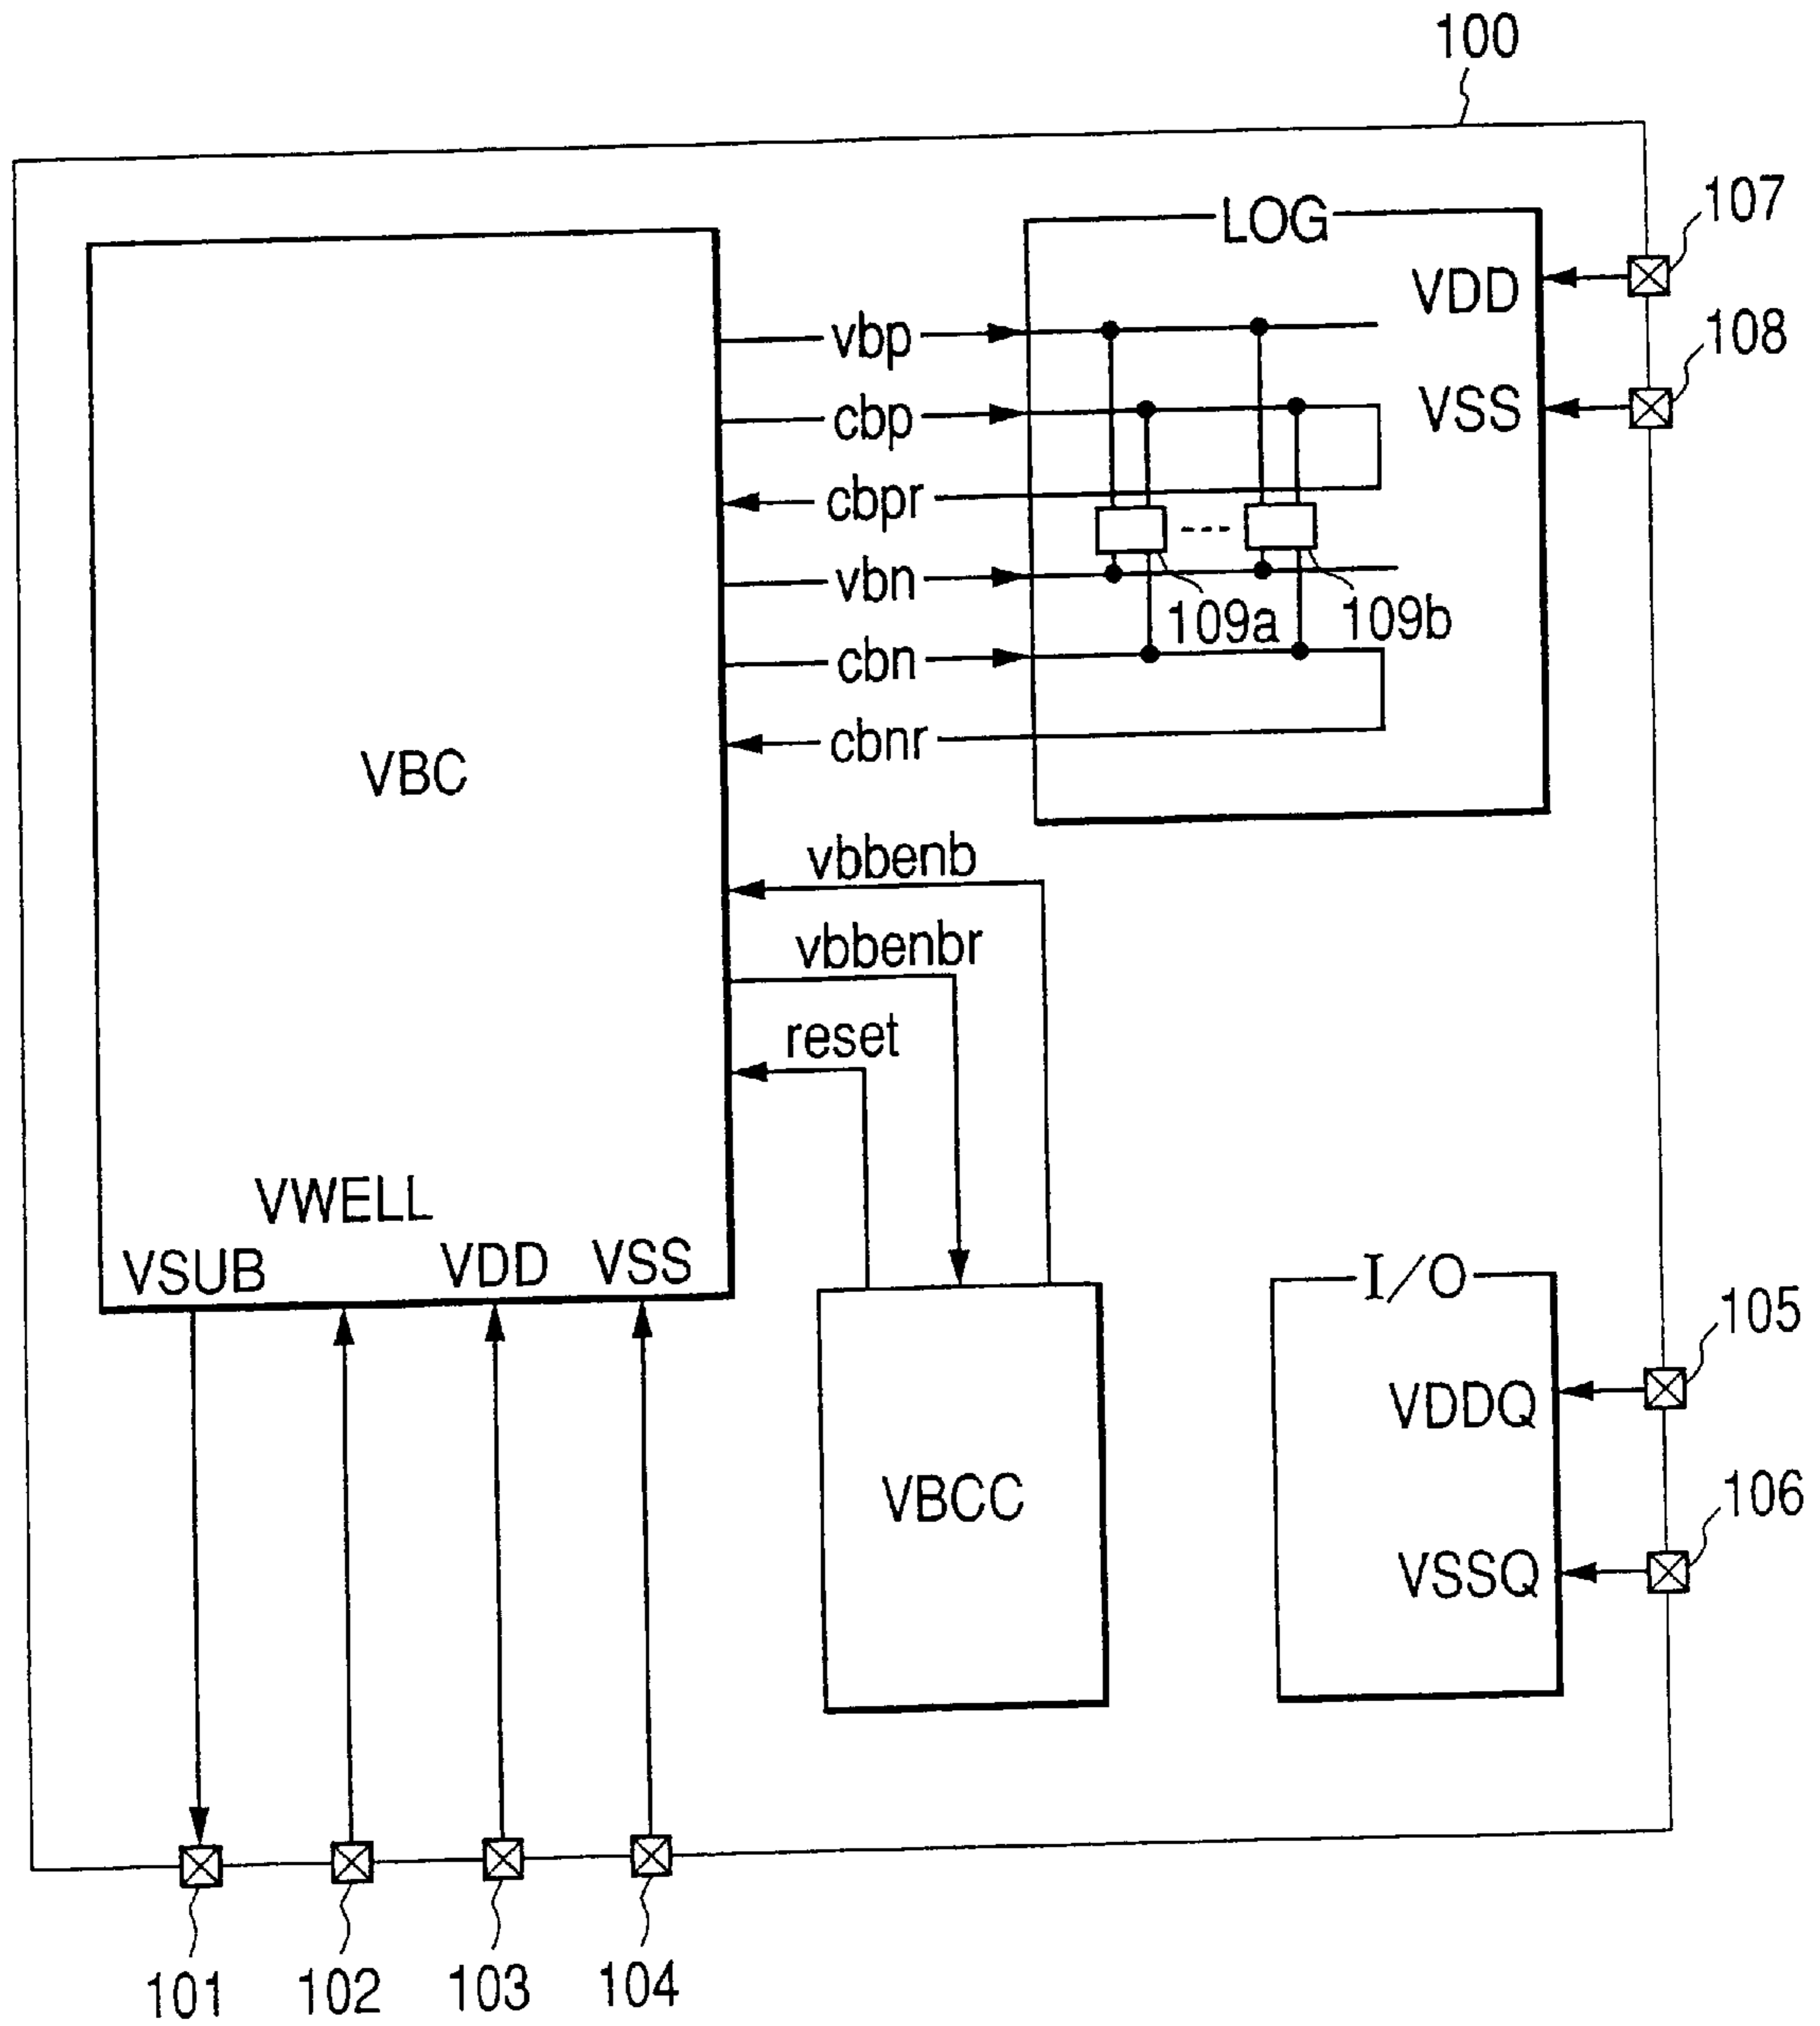 100
LOG
107
VDD
108
vbp
cbp
VSS
cbpr
vbn
109a
109b
cbn
cbnr
VBC
vbbenb
vbbenbr
reset
VWELL
VSUB
VDD
VSS
I/O
105
VDDQ
VBCC
106
VSSQ
101
102
103
104